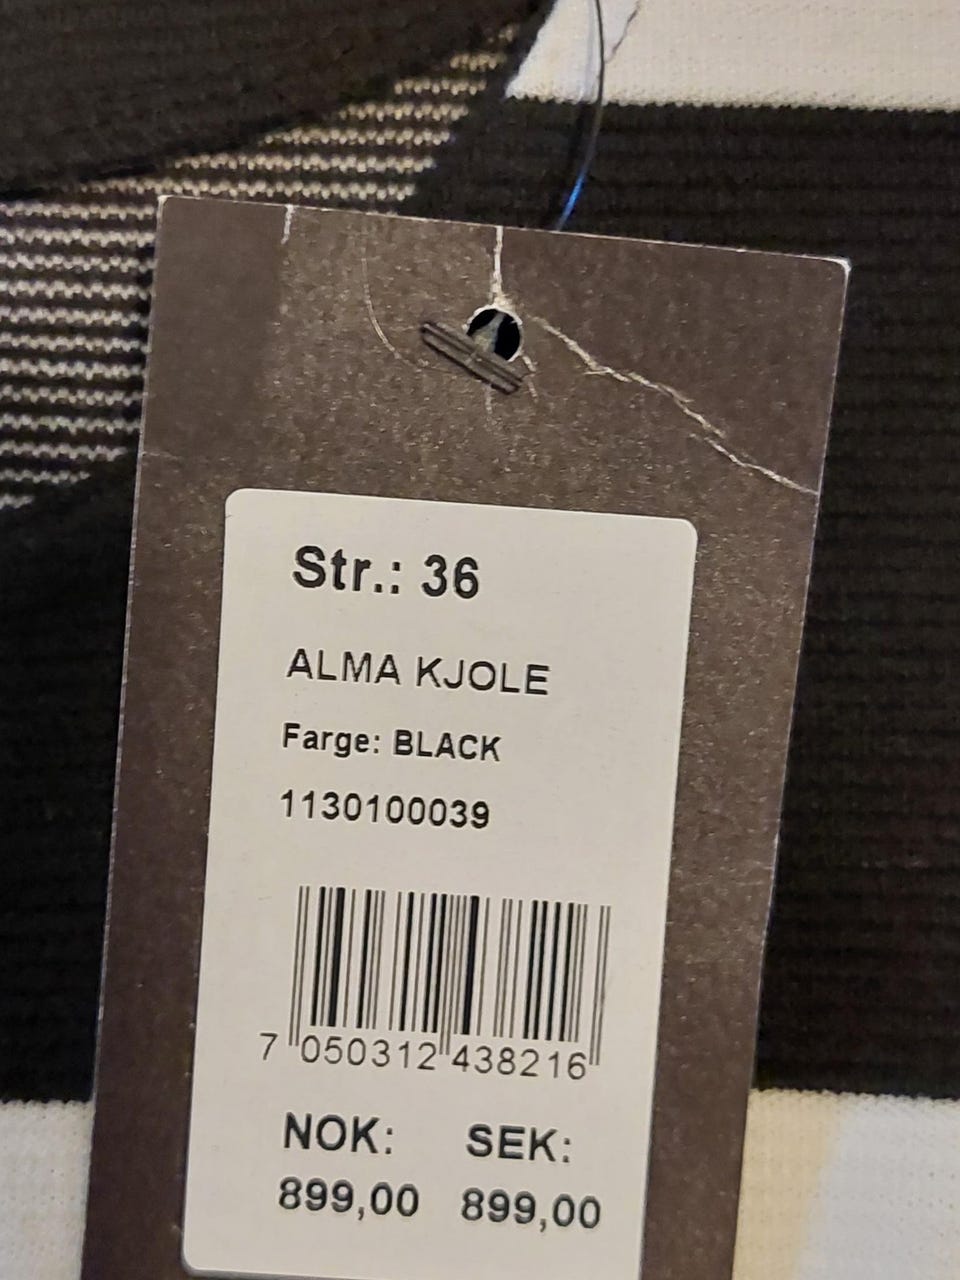 Str.: 36
ALMA KJOLE
Farge: BLACK
1130100039
7 050312 438216
NOK: SEK:
899,00 899,00